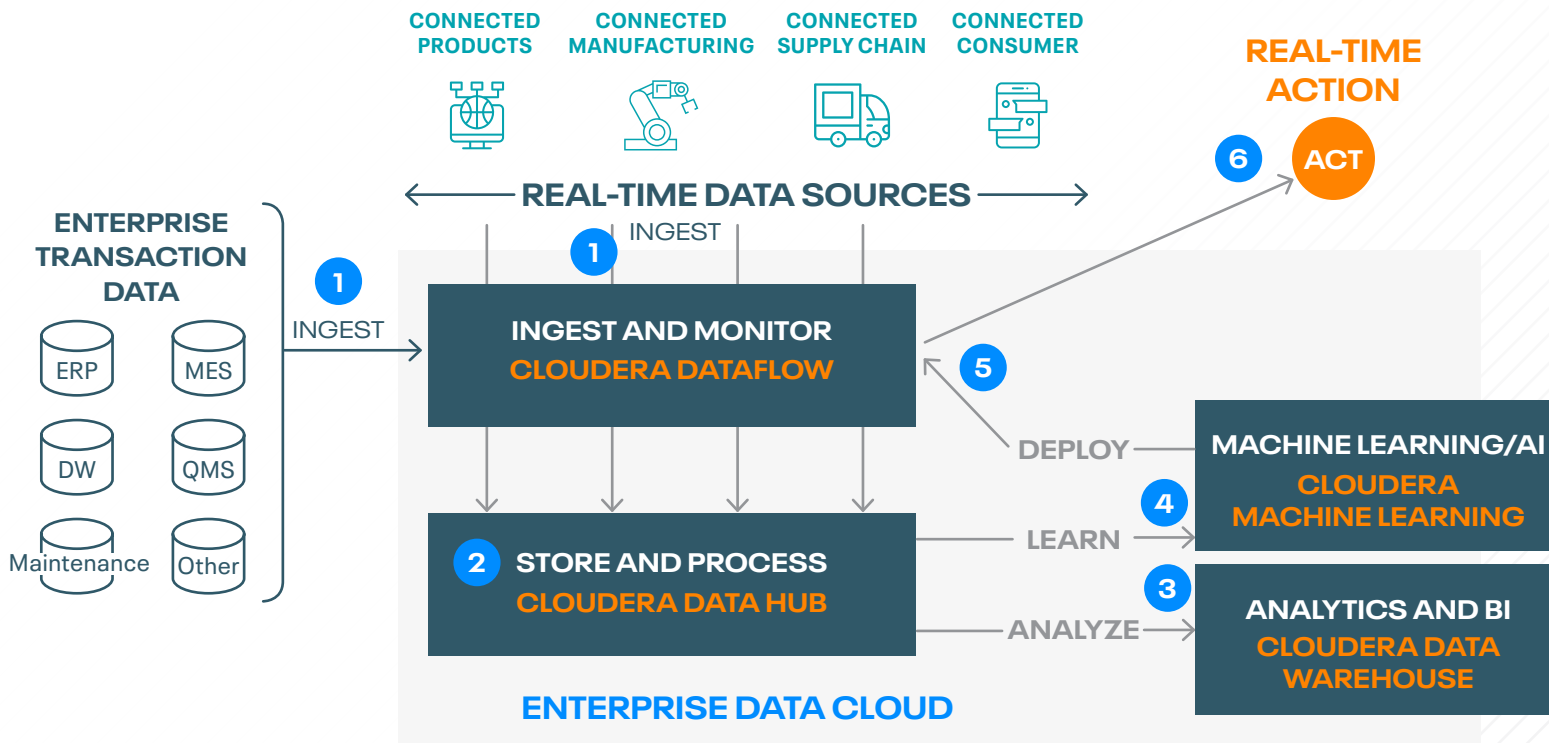 CONNECTED
PRODUCTS
CONNECTED
MANUFACTURING
CONNECTED
SUPPLY CHAIN
CONNECTED
CONSUMER
REAL-TIME
ACTION
6
ACT
REAL-TIME DATA SOURCES
INGEST
1
ENTERPRISE
TRANSACTION
DATA
1
INGEST
ERP
MES
DW
QMS
Maintenance
Other
INGEST AND MONITOR
CLOUDERA DATAFLOW
5
DEPLOY
MACHINE LEARNING/AI
CLOUDERA
MACHINE LEARNING
4
LEARN
2
STORE AND PROCESS
CLOUDERA DATA HUB
3
ANALYZE
ANALYTICS AND BI
CLOUDERA DATA
WAREHOUSE
ENTERPRISE DATA CLOUD